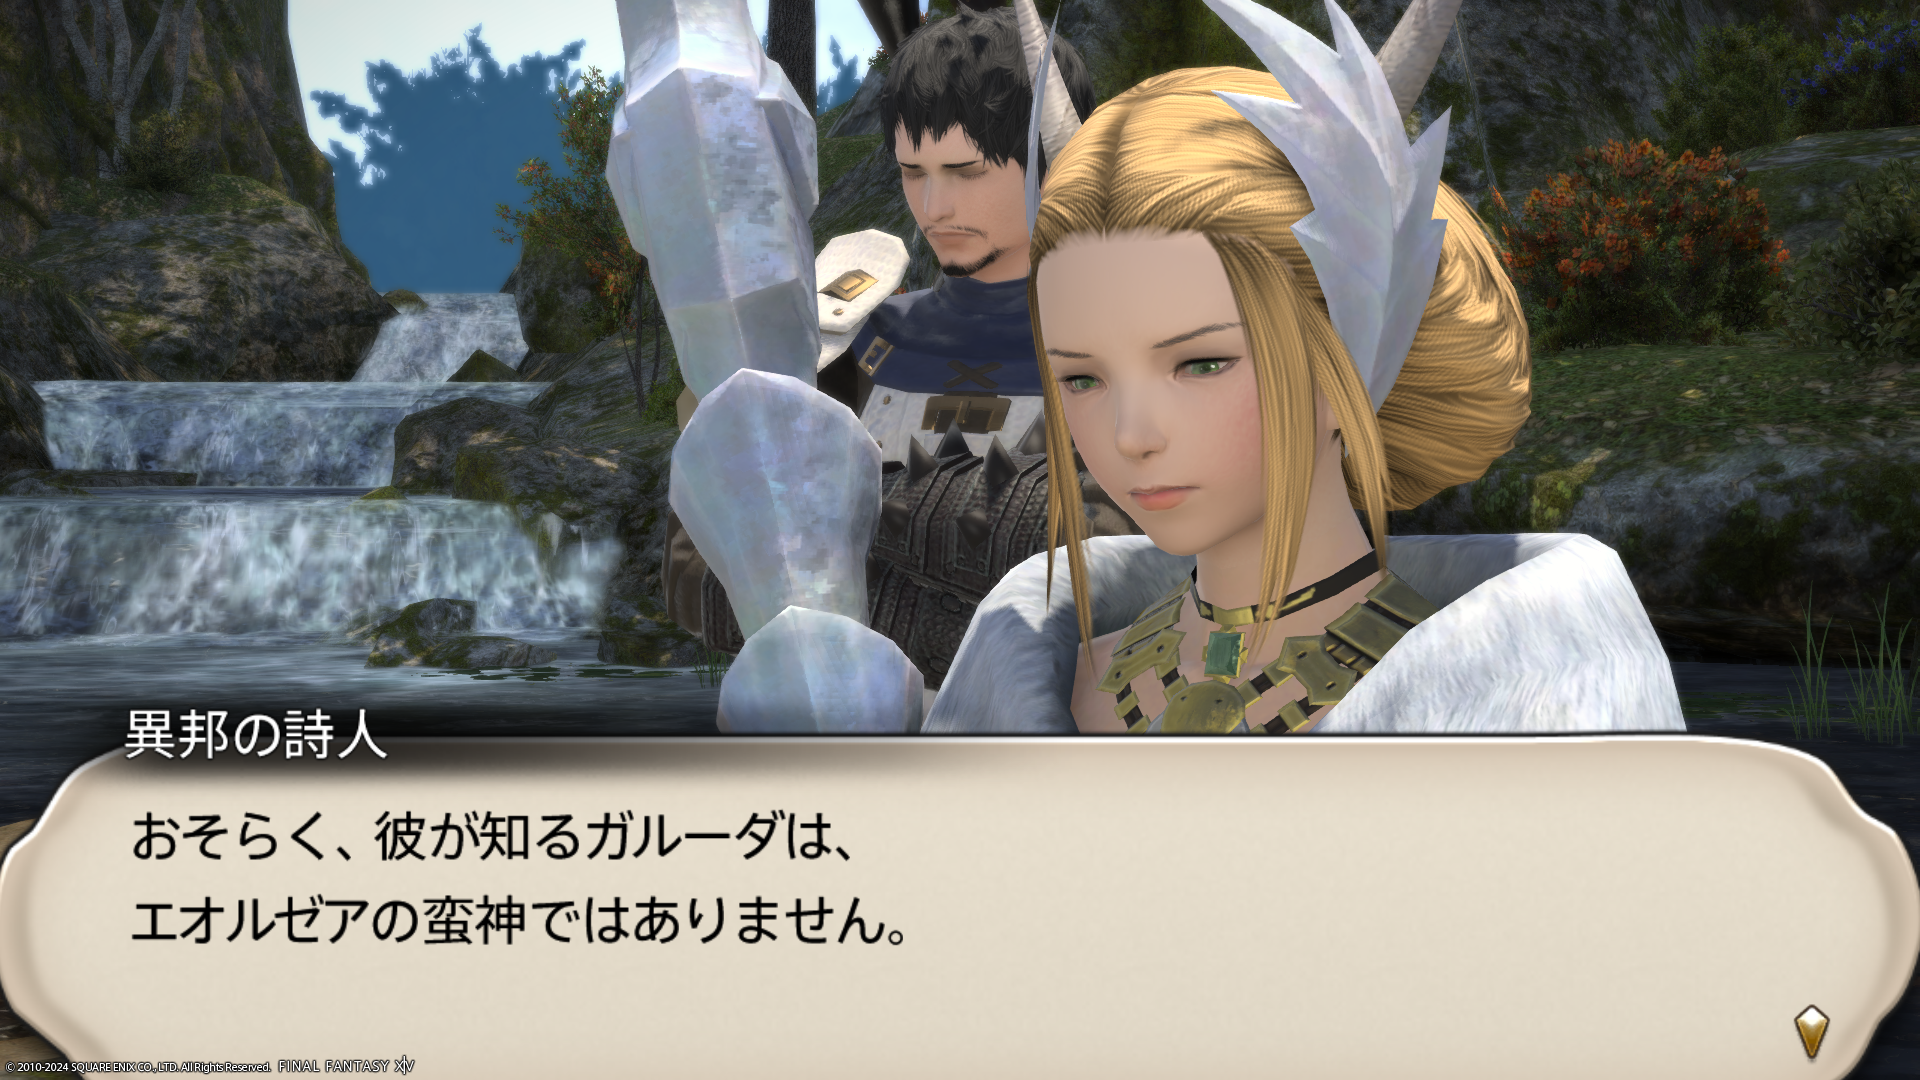 異邦の詩人
おそらく、彼が知るガルーダは、
エオルゼアの蛮神ではありません。
© 2010-2024 SQUARE ENIX CO., LTD. All Rights Reserved. FINAL FANTASY XIV